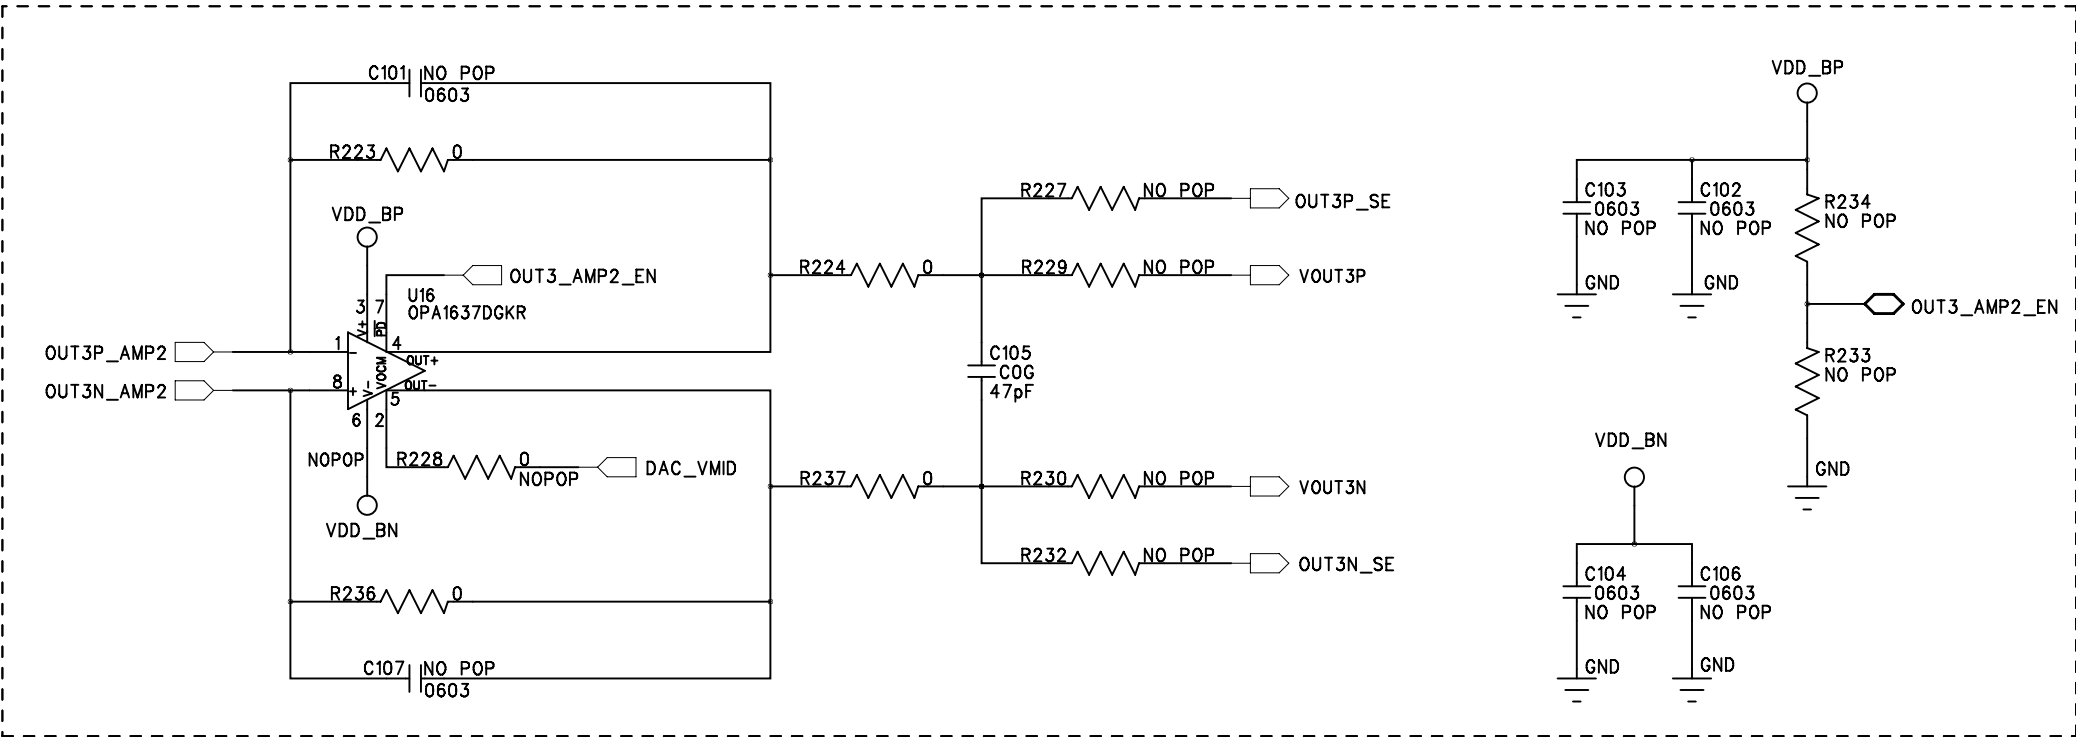 C101 NO POP
0603
R223 0
VDD_BP
OUT3_AMP2_EN
U16
OPA1637DGKR
3 7
V+ PD
OUT3P_AMP2 1 - 4 OUT+
VOCM
OUT3N_AMP2 8 + V- OUT-
5
6 2
NOPOP
R228 0
NOPOP
DAC_VMID
VDD_BN
R236 0
C107 NO POP
0603
R224 0
R237 0
R227 NO POP OUT3P_SE
R229 NO POP VOUT3P
C105
C0G
47pF
R230 NO POP VOUT3N
R232 NO POP OUT3N_SE
VDD_BP
C103
0603
NO POP
GND
C102
0603
NO POP
GND
R234
NO POP
OUT3_AMP2_EN
R233
NO POP
GND
VDD_BN
C104
0603
NO POP
GND
C106
0603
NO POP
GND